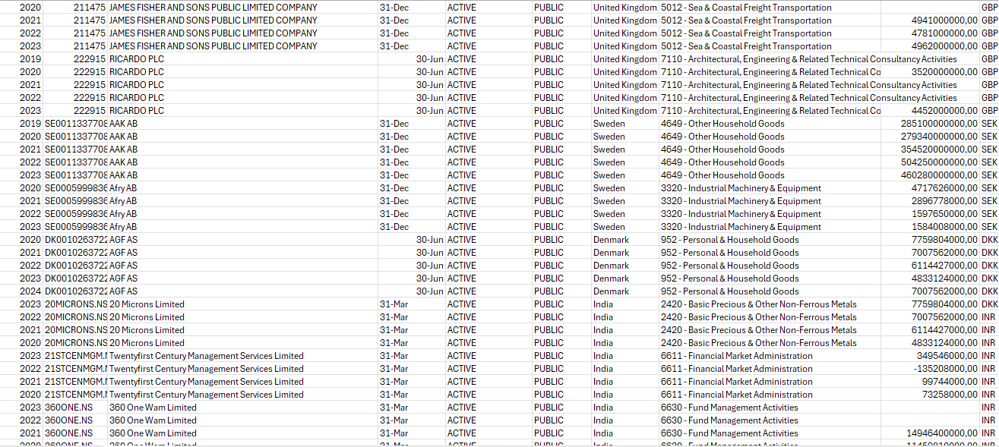 2020 211475 JAMES FISHER AND SONS PUBLIC LIMITED COMPANY 31-Dec ACTIVE PUBLIC United Kingdom 5012 - Sea & Coastal Freight Transportation GBP
2021 211475 JAMES FISHER AND SONS PUBLIC LIMITED COMPANY 31-Dec ACTIVE PUBLIC United Kingdom 5012 - Sea & Coastal Freight Transportation 4941000000,00 GBP
2022 211475 JAMES FISHER AND SONS PUBLIC LIMITED COMPANY 31-Dec ACTIVE PUBLIC United Kingdom 5012 - Sea & Coastal Freight Transportation 4781000000,00 GBP
2023 211475 JAMES FISHER AND SONS PUBLIC LIMITED COMPANY 31-Dec ACTIVE PUBLIC United Kingdom 5012 - Sea & Coastal Freight Transportation 4962000000,00 GBP
2019 222915 RICARDO PLC 30-Jun ACTIVE PUBLIC United Kingdom 7110 - Architectural, Engineering & Related Technical Consultancy Activities GBP
2020 222915 RICARDO PLC 30-Jun ACTIVE PUBLIC United Kingdom 7110 - Architectural, Engineering & Related Technical Co 3520000000,00 GBP
2021 222915 RICARDO PLC 30-Jun ACTIVE PUBLIC United Kingdom 7110 - Architectural, Engineering & Related Technical Consultancy Activities GBP
2022 222915 RICARDO PLC 30-Jun ACTIVE PUBLIC United Kingdom 7110 - Architectural, Engineering & Related Technical Consultancy Activities GBP
2023 222915 RICARDO PLC 30-Jun ACTIVE PUBLIC United Kingdom 7110 - Architectural, Engineering & Related Technical Co 4452000000,00 GBP
2019 SE0011337708 AAK AB 31-Dec ACTIVE PUBLIC Sweden 4649 - Other Household Goods 285100000000,00 SEK
2020 SE0011337708 AAK AB 31-Dec ACTIVE PUBLIC Sweden 4649 - Other Household Goods 279340000000,00 SEK
2021 SE0011337708 AAK AB 31-Dec ACTIVE PUBLIC Sweden 4649 - Other Household Goods 354520000000,00 SEK
2022 SE0011337708 AAK AB 31-Dec ACTIVE PUBLIC Sweden 4649 - Other Household Goods 504250000000,00 SEK
2023 SE0011337708 AAK AB 31-Dec ACTIVE PUBLIC Sweden 4649 - Other Household Goods 460280000000,00 SEK
2020 SE0005999836 Afry AB 31-Dec ACTIVE PUBLIC Sweden 3320 - Industrial Machinery & Equipment 4717626000,00 SEK
2021 SE0005999836 Afry AB 31-Dec ACTIVE PUBLIC Sweden 3320 - Industrial Machinery & Equipment 2896778000,00 SEK
2022 SE0005999836 Afry AB 31-Dec ACTIVE PUBLIC Sweden 3320 - Industrial Machinery & Equipment 1597650000,00 SEK
2023 SE0005999836 Afry AB 31-Dec ACTIVE PUBLIC Sweden 3320 - Industrial Machinery & Equipment 1584008000,00 SEK
2020 DK0010263722 AGF AS 30-Jun ACTIVE PUBLIC Denmark 952 - Personal & Household Goods 7759804000,00 DKK
2021 DK0010263722 AGF AS 30-Jun ACTIVE PUBLIC Denmark 952 - Personal & Household Goods 7007562000,00 DKK
2022 DK0010263722 AGF AS 30-Jun ACTIVE PUBLIC Denmark 952 - Personal & Household Goods 6114427000,00 DKK
2023 DK0010263722 AGF AS 30-Jun ACTIVE PUBLIC Denmark 952 - Personal & Household Goods 4833124000,00 DKK
2024 DK0010263722 AGF AS 30-Jun ACTIVE PUBLIC Denmark 952 - Personal & Household Goods 7007562000,00 DKK
2023 20MICRONS.NS 20 Microns Limited 31-Mar ACTIVE PUBLIC India 2420 - Basic Precious & Other Non-Ferrous Metals 7759804000,00 DKK
2022 20MICRONS.NS 20 Microns Limited 31-Mar ACTIVE PUBLIC India 2420 - Basic Precious & Other Non-Ferrous Metals 7007562000,00 INR
2021 20MICRONS.NS 20 Microns Limited 31-Mar ACTIVE PUBLIC India 2420 - Basic Precious & Other Non-Ferrous Metals 6114427000,00 INR
2020 20MICRONS.NS 20 Microns Limited 31-Mar ACTIVE PUBLIC India 2420 - Basic Precious & Other Non-Ferrous Metals 4833124000,00 INR
2023 21STCENMGM. Twentyfirst Century Management Services Limited 31-Mar ACTIVE PUBLIC India 6611 - Financial Market Administration 349546000,00 INR
2022 21STCENMGM. Twentyfirst Century Management Services Limited 31-Mar ACTIVE PUBLIC India 6611 - Financial Market Administration -135208000,00 INR
2021 21STCENMGM. Twentyfirst Century Management Services Limited 31-Mar ACTIVE PUBLIC India 6611 - Financial Market Administration 99744000,00 INR
2020 21STCENMGM. Twentyfirst Century Management Services Limited 31-Mar ACTIVE PUBLIC India 6611 - Financial Market Administration 73258000,00 INR
2023 360ONE.NS 360 One Wam Limited 31-Mar ACTIVE PUBLIC India 6630 - Fund Management Activities INR
2022 360ONE.NS 360 One Wam Limited 31-Mar ACTIVE PUBLIC India 6630 - Fund Management Activities INR
2021 360ONE.NS 360 One Wam Limited 31-Mar ACTIVE PUBLIC India 6630 - Fund Management Activities 14946400000,00 INR